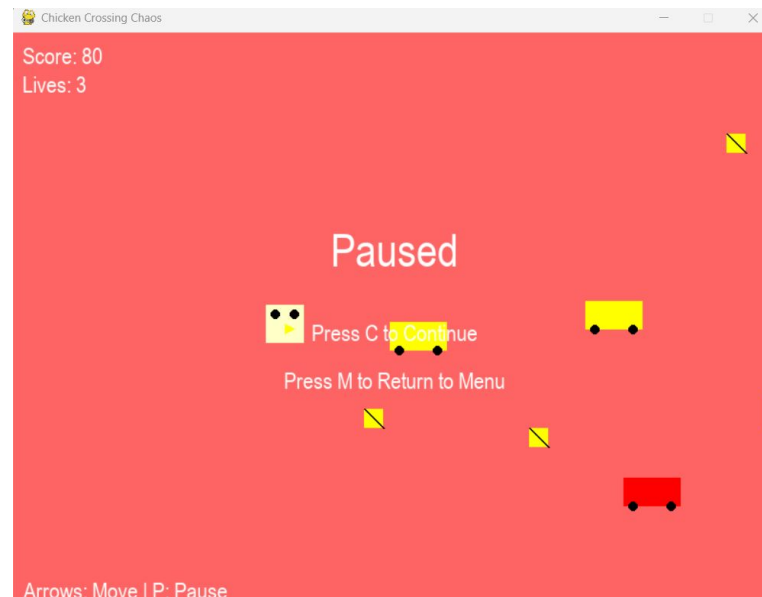 Chicken Crossing Chaos
Score: 80
Lives: 3
Paused
Press C to Continue
Press M to Return to Menu
Arrows: Move | P: Pause